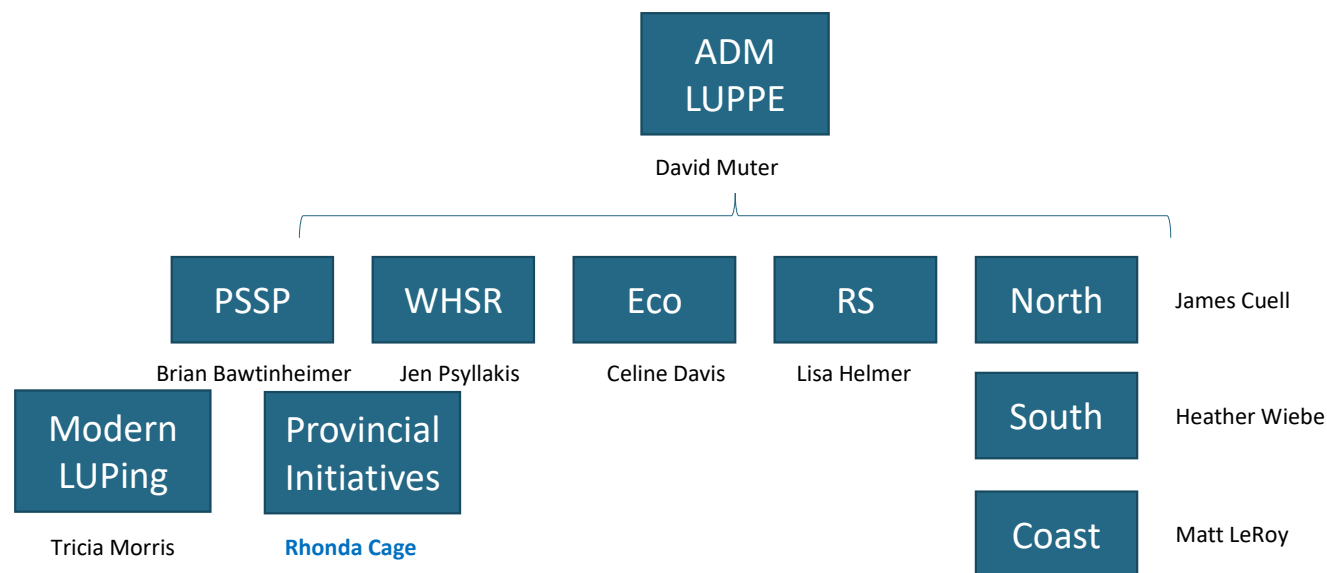 ADM
LUPPE
David Muter
PSSP
WHSR
Eco
RS
North
James Cuell
Brian Bawtinheimer
Jen Psyllakis
Celine Davis
Lisa Helmer
Modern
LUPing
Provincial
Initiatives
South
Heather Wiebe
Tricia Morris
Rhonda Cage
Coast
Matt LeRoy